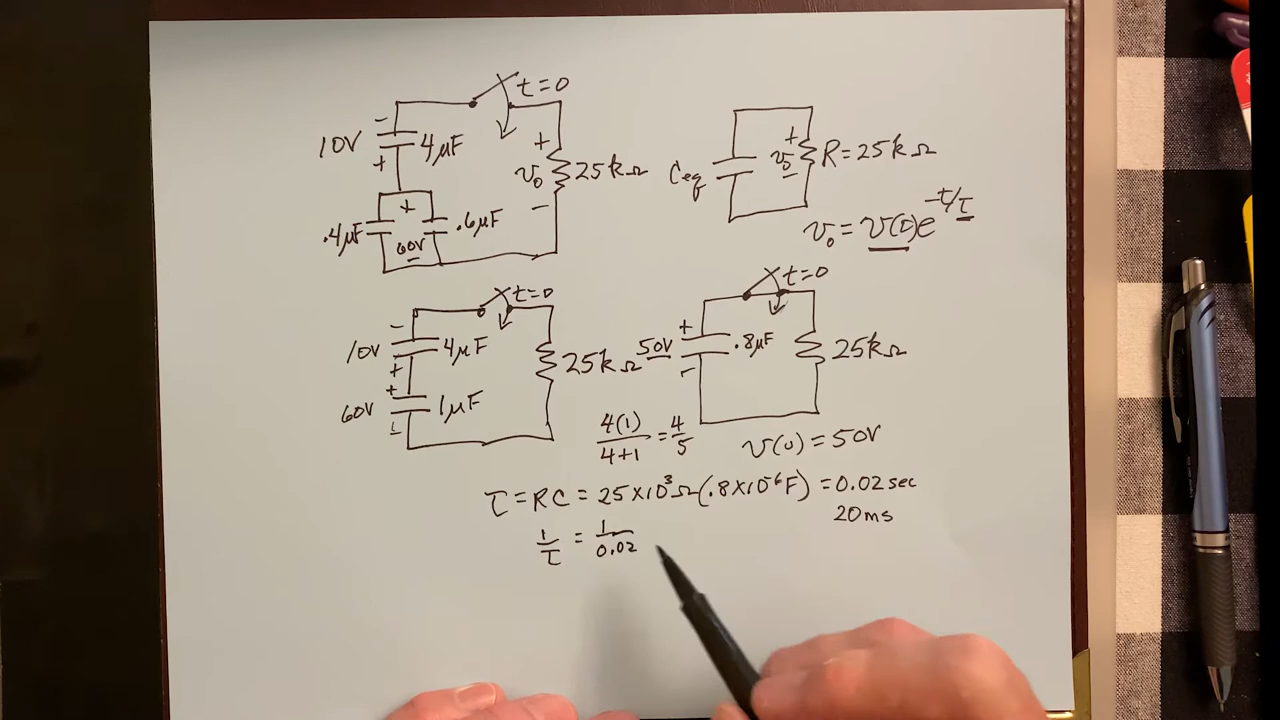 t=0
10V
-
+
4μF
+
v₀
-
25kΩ
.4μF
+
60V
-
.6μF
Ceq
+
v₀
-
R=25kΩ
v₀ = v(0)e^(-t/τ)
t=0
-
10V
4μF
+
+
60V
1μF
-
25kΩ
t=0
+
50V
-
.8μF
25kΩ
4(1)/(4+1) = 4/5
v(0) = 50V
τ = RC = 25×10³Ω(.8×10⁻⁶F) = 0.02 sec
20ms
1/τ = 1/0.02